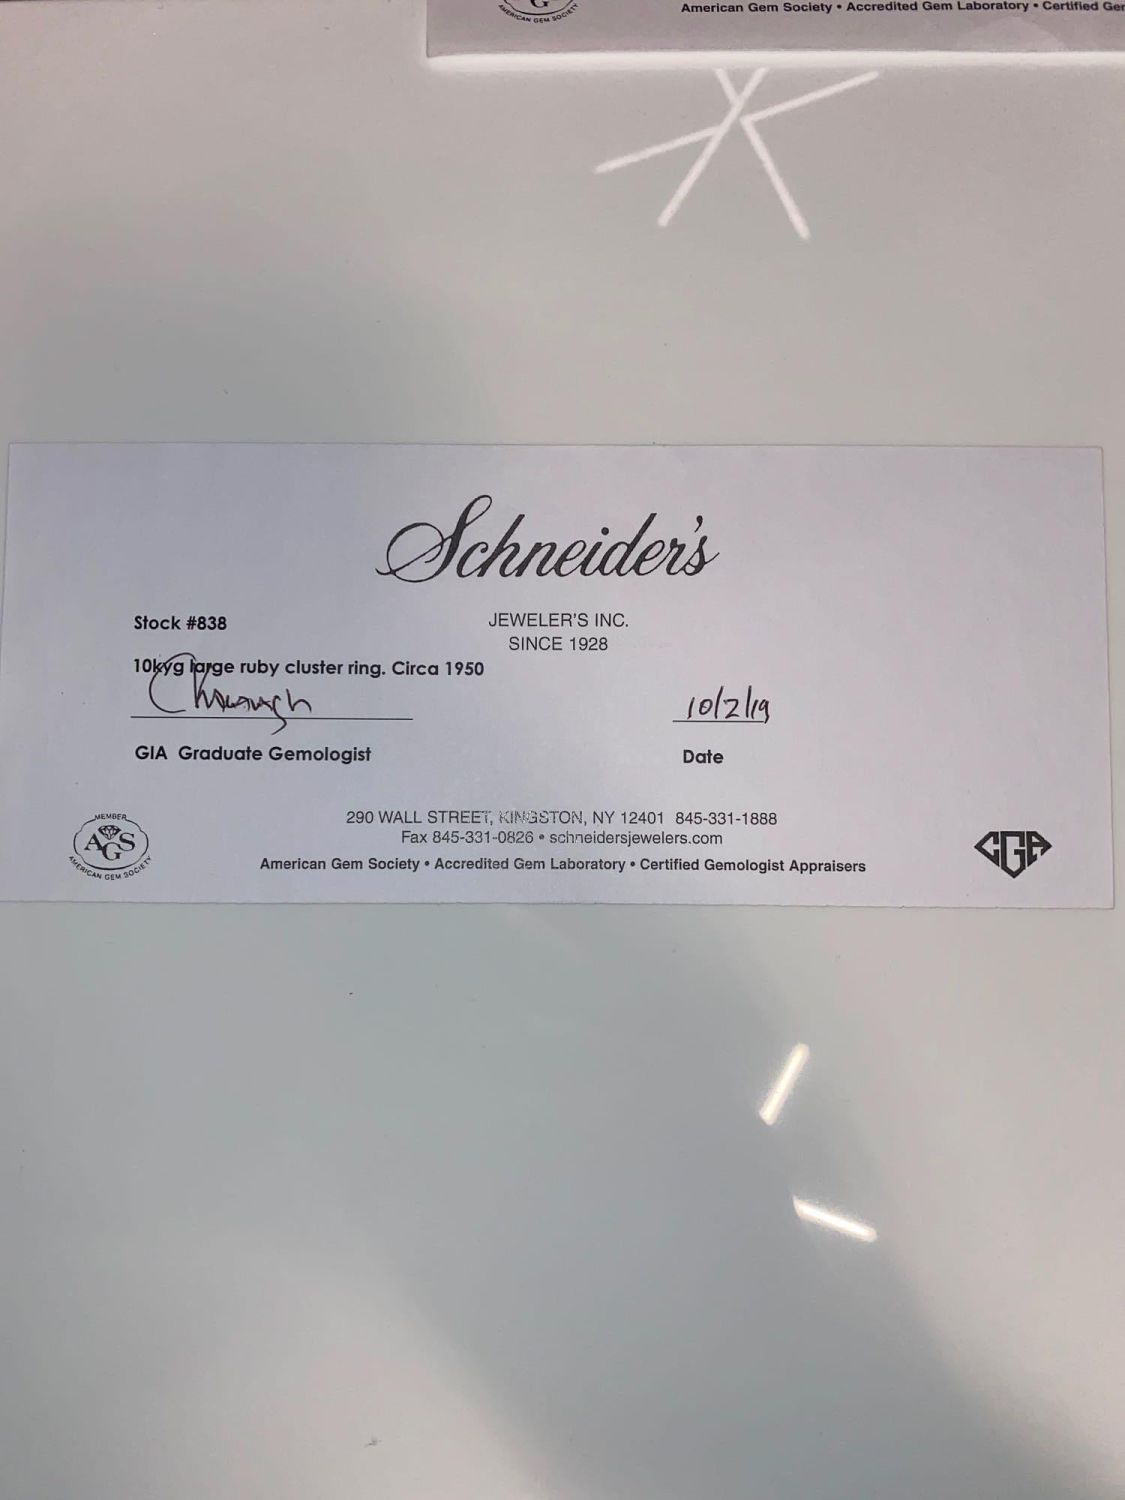 AMERICAN GEM SOCIETY
American Gem Society • Accredited Gem Laboratory • Certified
Schneider's
JEWELER'S INC.
SINCE 1928
Stock #838
10kyg large ruby cluster ring. Circa 1950
10/2/19
GIA Graduate Gemologist
Date
290 WALL STREET, KINGSTON, NY 12401 845-331-1888
Fax 845-331-0826 • schneidersjewelers.com
American Gem Society • Accredited Gem Laboratory • Certified Gemologist Appraisers
MEMBER
AGS
AMERICAN GEM SOCIETY
CGA